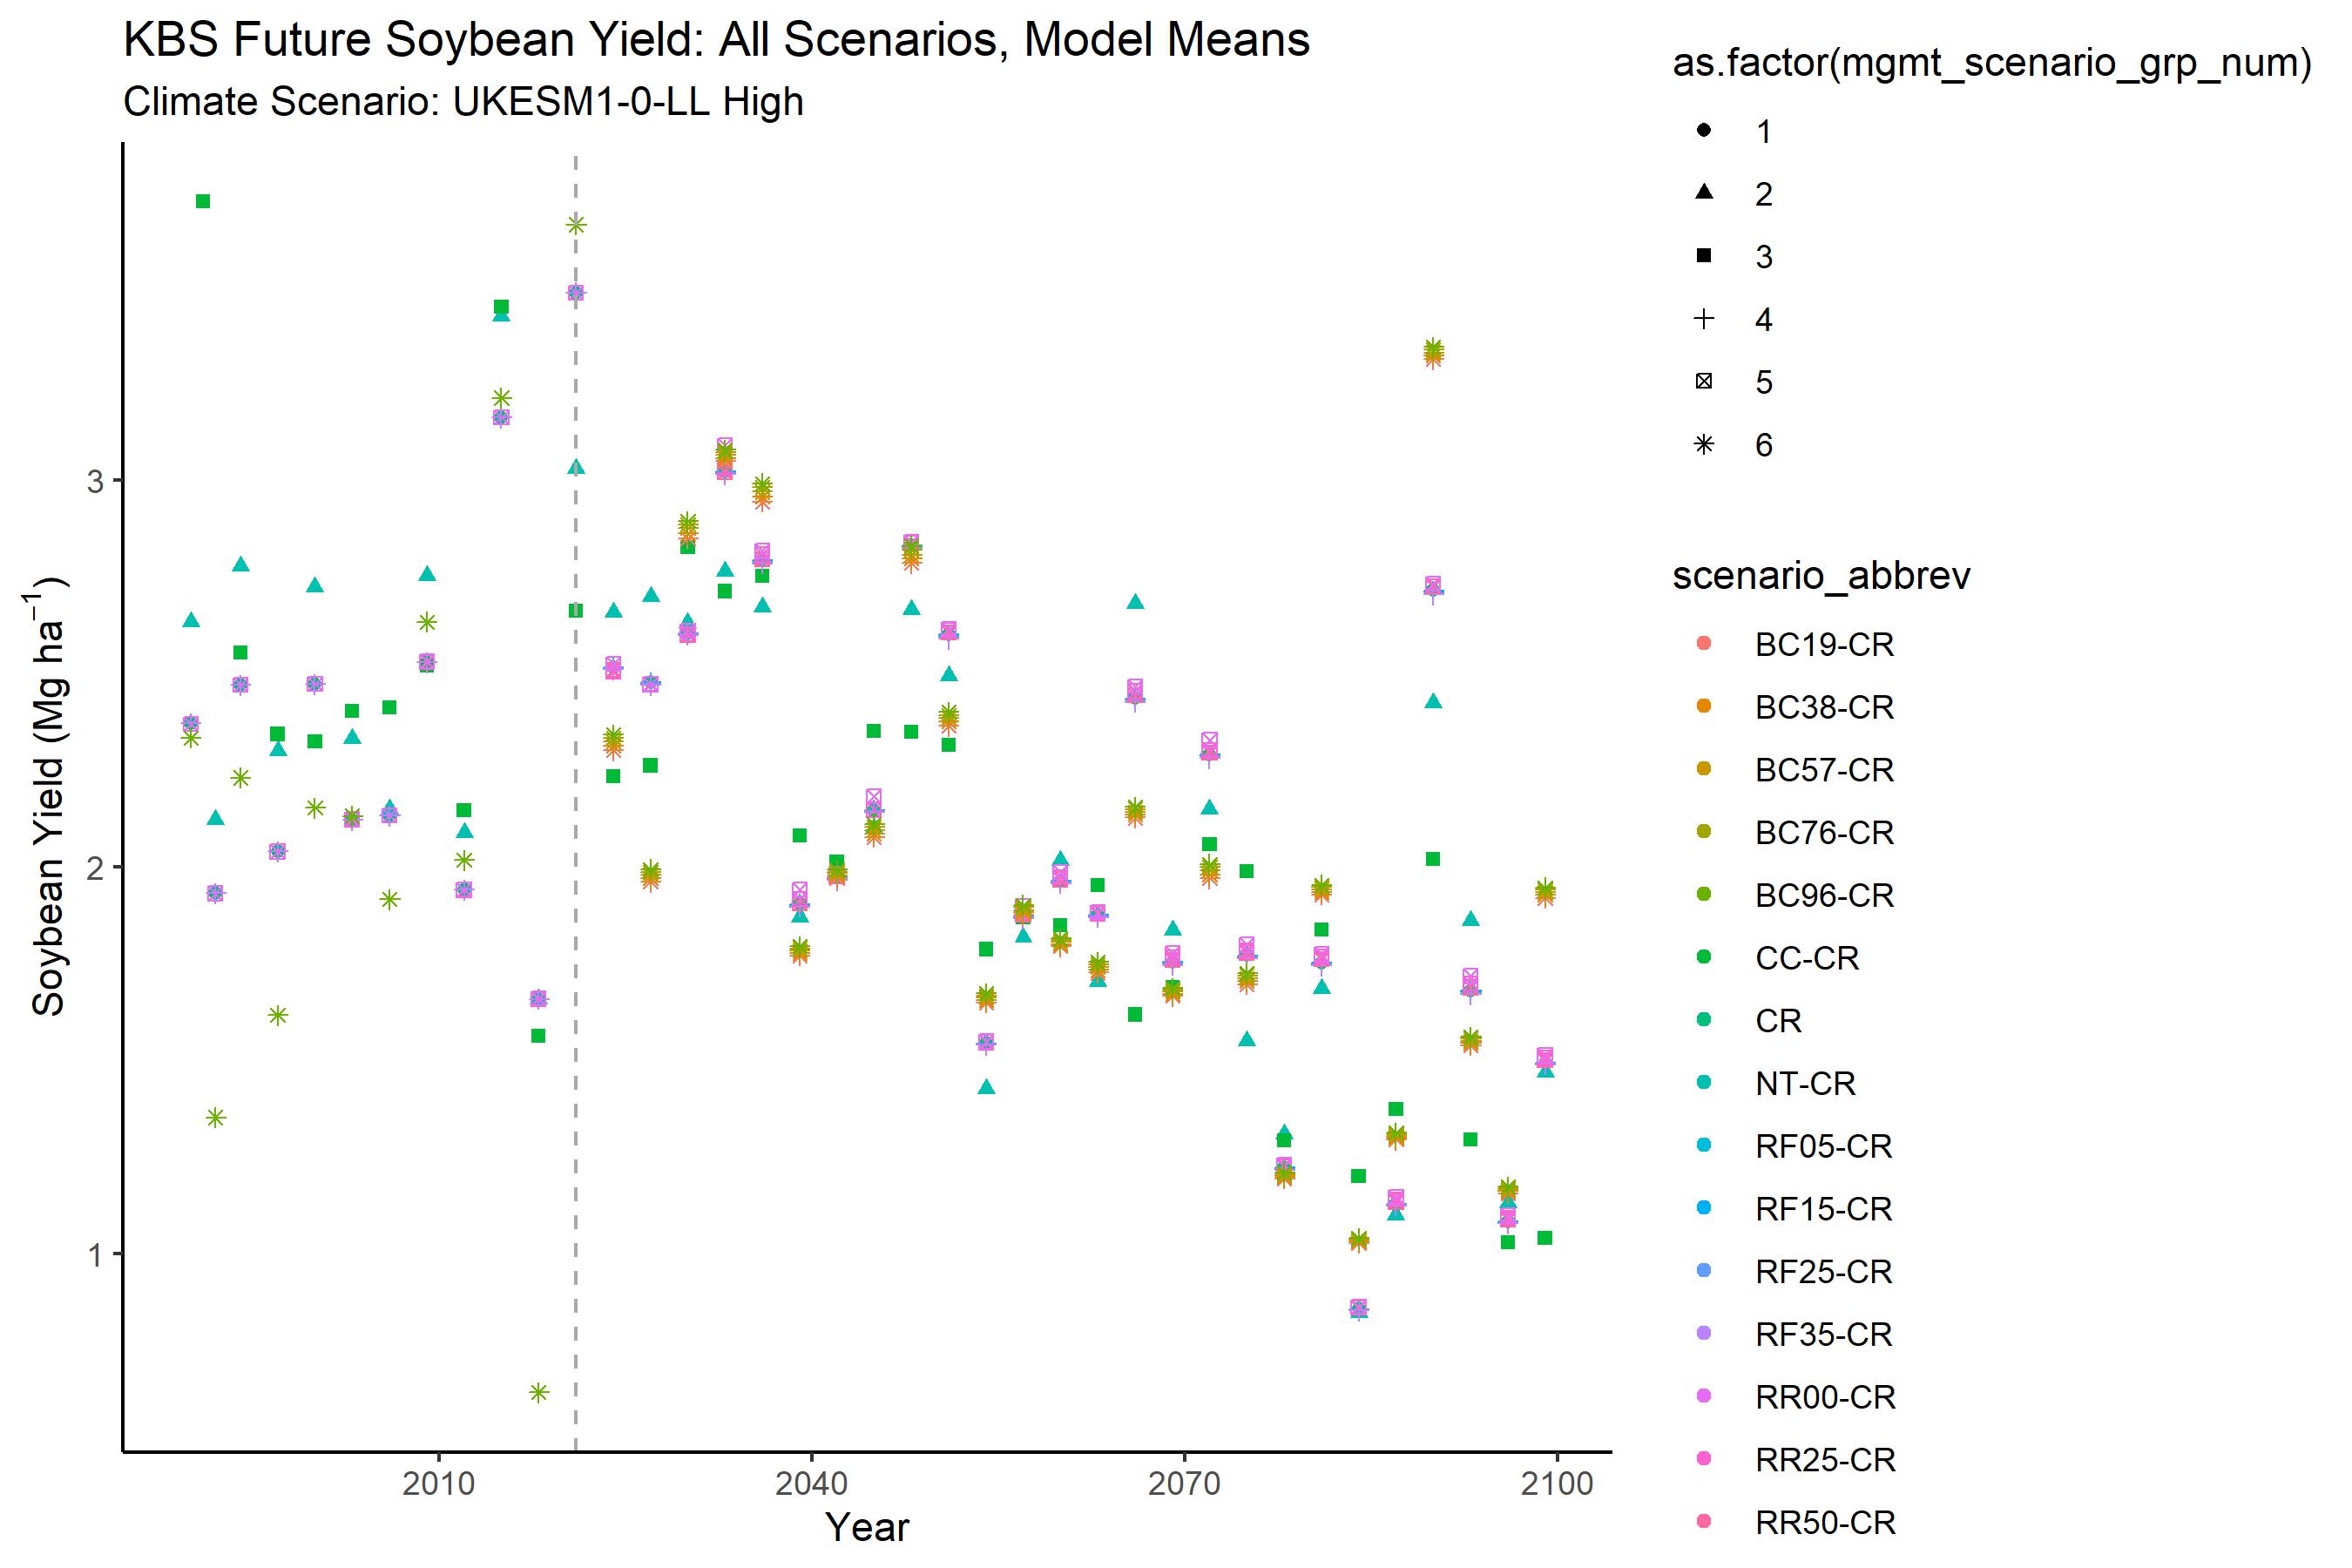 KBS Future Soybean Yield: All Scenarios, Model Means
Climate Scenario: UKESM1-0-LL High
Soybean Yield (Mg ha⁻¹)
3
2
1
2010
2040
2070
2100
Year
as.factor(mgmt_scenario_grp_num)
1
2
3
4
5
6
scenario_abbrev
BC19-CR
BC38-CR
BC57-CR
BC76-CR
BC96-CR
CC-CR
CR
NT-CR
RF05-CR
RF15-CR
RF25-CR
RF35-CR
RR00-CR
RR25-CR
RR50-CR